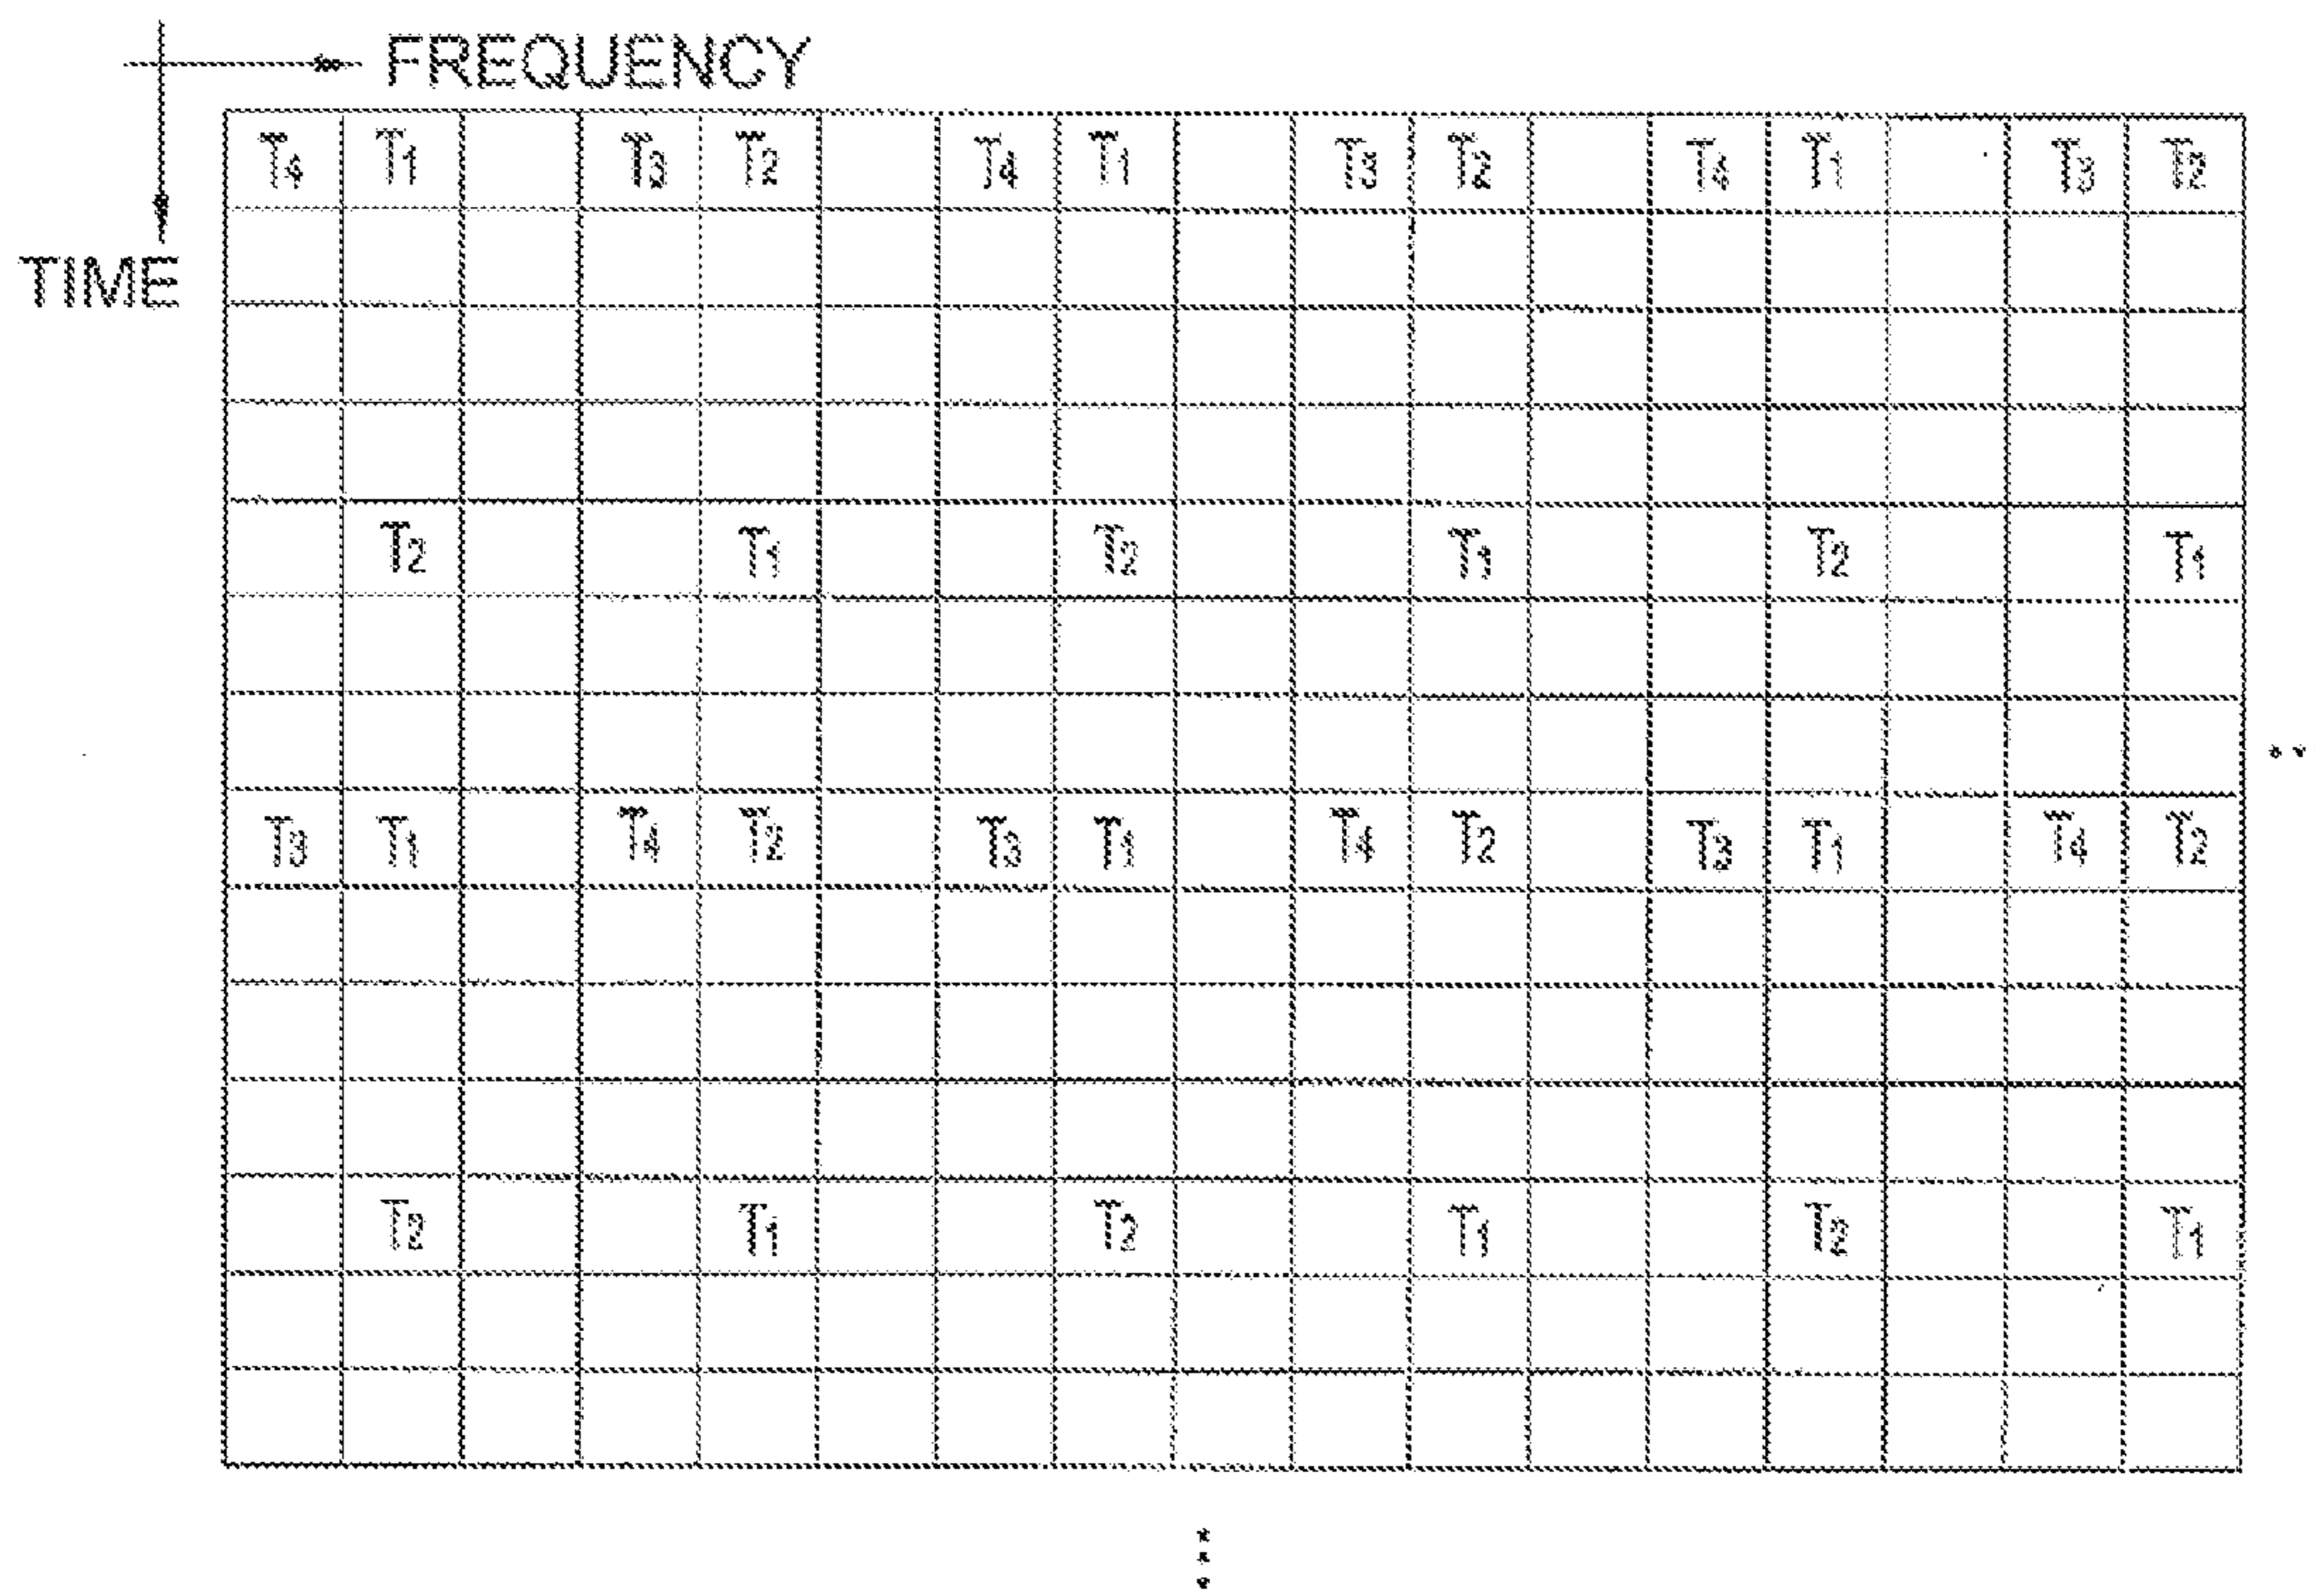 FREQUENCY
TIME
T4 T1 T3 T2 T4 T1 T3 T2 T4 T1 T3 T2
T2 T1 T2 T1 T2 T1
T3 T1 T4 T2 T3 T1 T4 T2 T3 T1 T4 T2
T2 T1 T2 T1 T2 T1